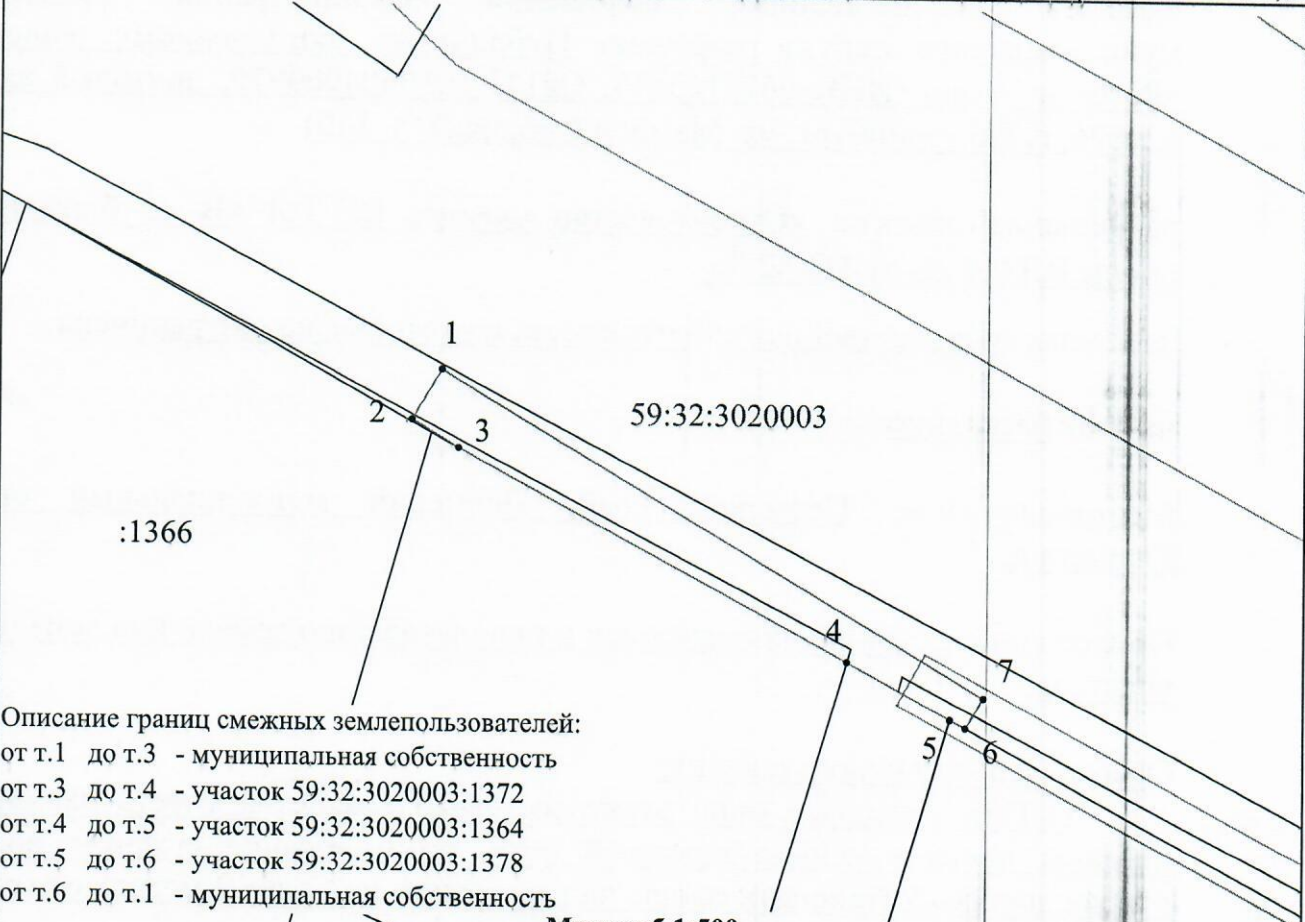 1
59:32:3020003
2
3
:1366
4
7
5
6
Описание границ смежных землепользователей:
от т.1 до т.3 - муниципальная собственность
от т.3 до т.4 - участок 59:32:3020003:1372
от т.4 до т.5 - участок 59:32:3020003:1364
от т.5 до т.6 - участок 59:32:3020003:1378
от т.6 до т.1 - муниципальная собственность